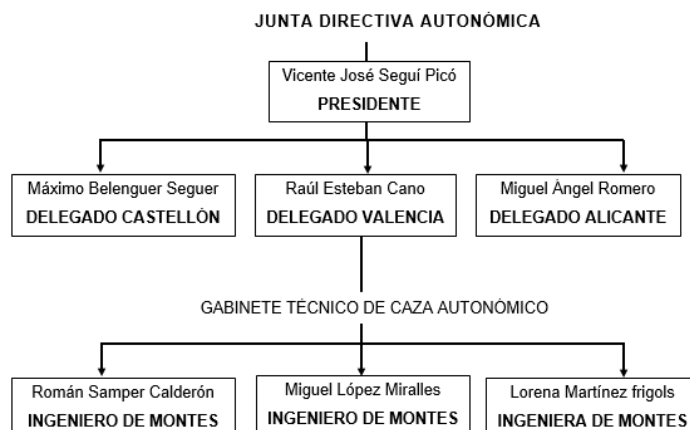 JUNTA DIRECTIVA AUTONÓMICA
Vicente José Seguí Picó
PRESIDENTE
Máximo Belenguer Seguer
DELEGADO CASTELLÓN
Raúl Esteban Cano
DELEGADO VALENCIA
Miguel Ángel Romero
DELEGADO ALICANTE
GABINETE TÉCNICO DE CAZA AUTONÓMICO
Román Samper Calderón
INGENIERO DE MONTES
Miguel López Miralles
INGENIERO DE MONTES
Lorena Martínez frigols
INGENIERA DE MONTES